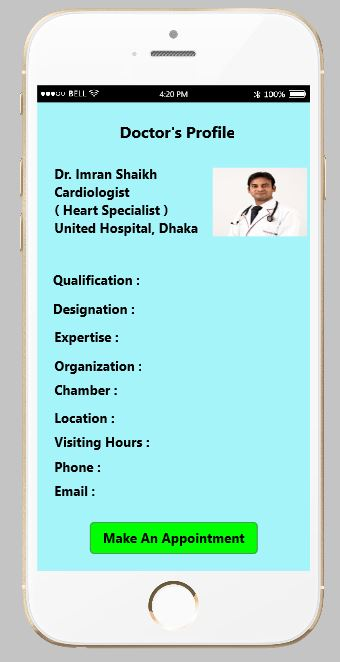 BELL 4:20 PM 100%
Doctor's Profile
Dr. Imran Shaikh
Cardiologist
( Heart Specialist )
United Hospital, Dhaka
Qualification :
Designation :
Expertise :
Organization :
Chamber :
Location :
Visiting Hours :
Phone :
Email :
Make An Appointment